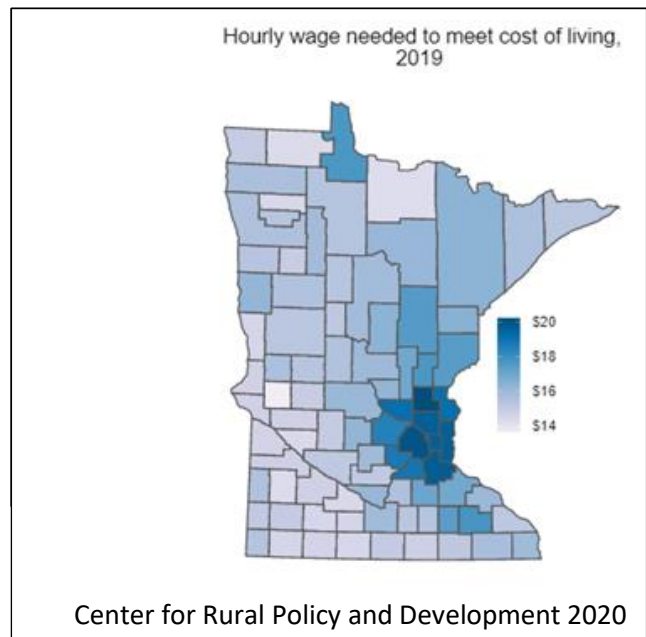 Hourly wage needed to meet cost of living,
2019
$20
$18
$16
$14
Center for Rural Policy and Development 2020